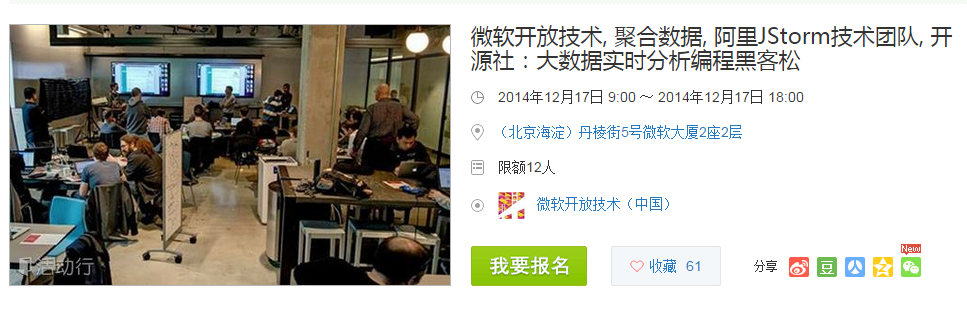 微软开放技术, 聚合数据, 阿里JStorm技术团队, 开
源社：大数据实时分析编程黑客松
2014年12月17日 9:00 ～ 2014年12月17日 18:00
（北京海淀）丹棱街5号微软大厦2座2层
限额12人
微软开放技术（中国）
活动行
我要报名
收藏 61
分享
豆
New